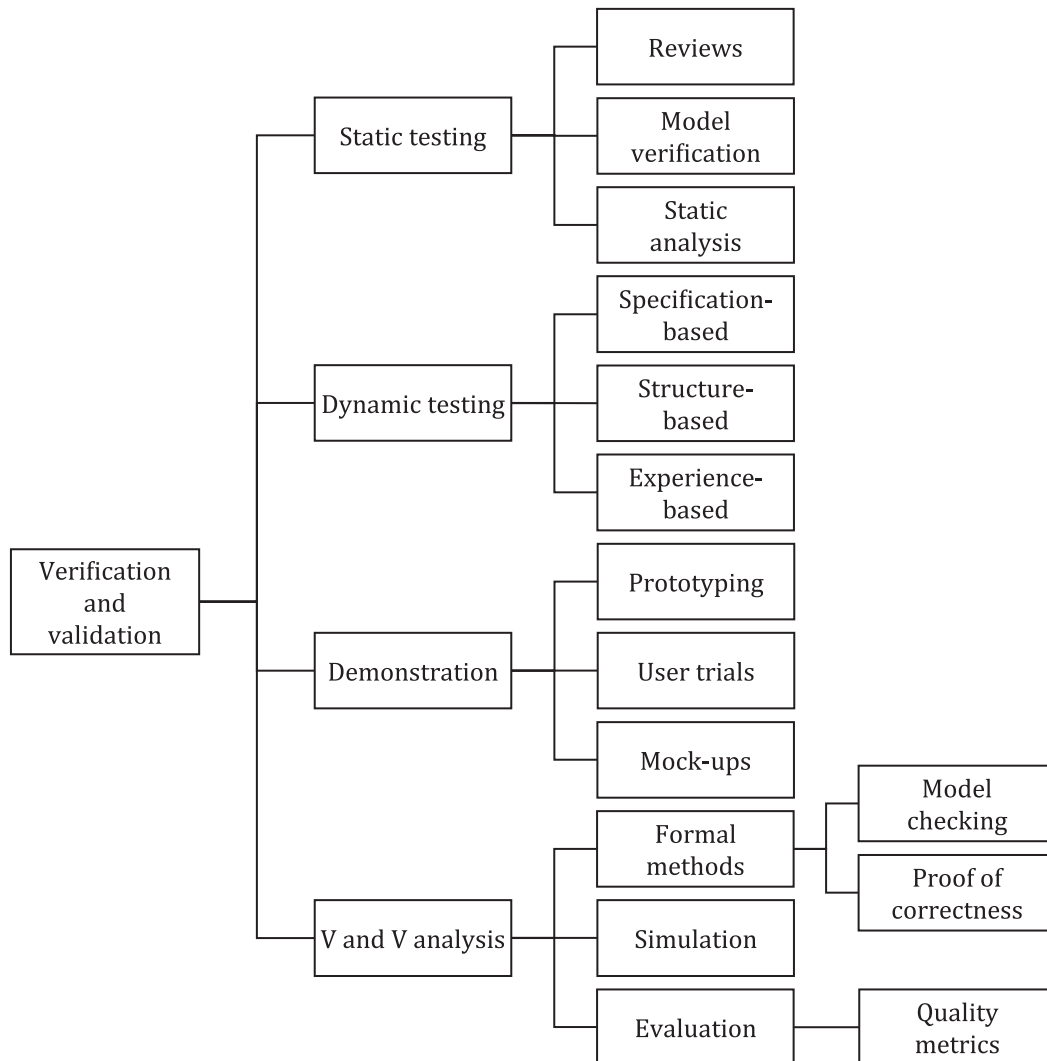 Reviews
Model
verification
Static testing
Static
analysis
Specification-
based
Dynamic testing
Structure-
based
Experience-
based
Verification
and
validation
Prototyping
Demonstration
User trials
Mock-ups
Formal
methods
Model
checking
Proof of
correctness
V and V analysis
Simulation
Evaluation
Quality
metrics